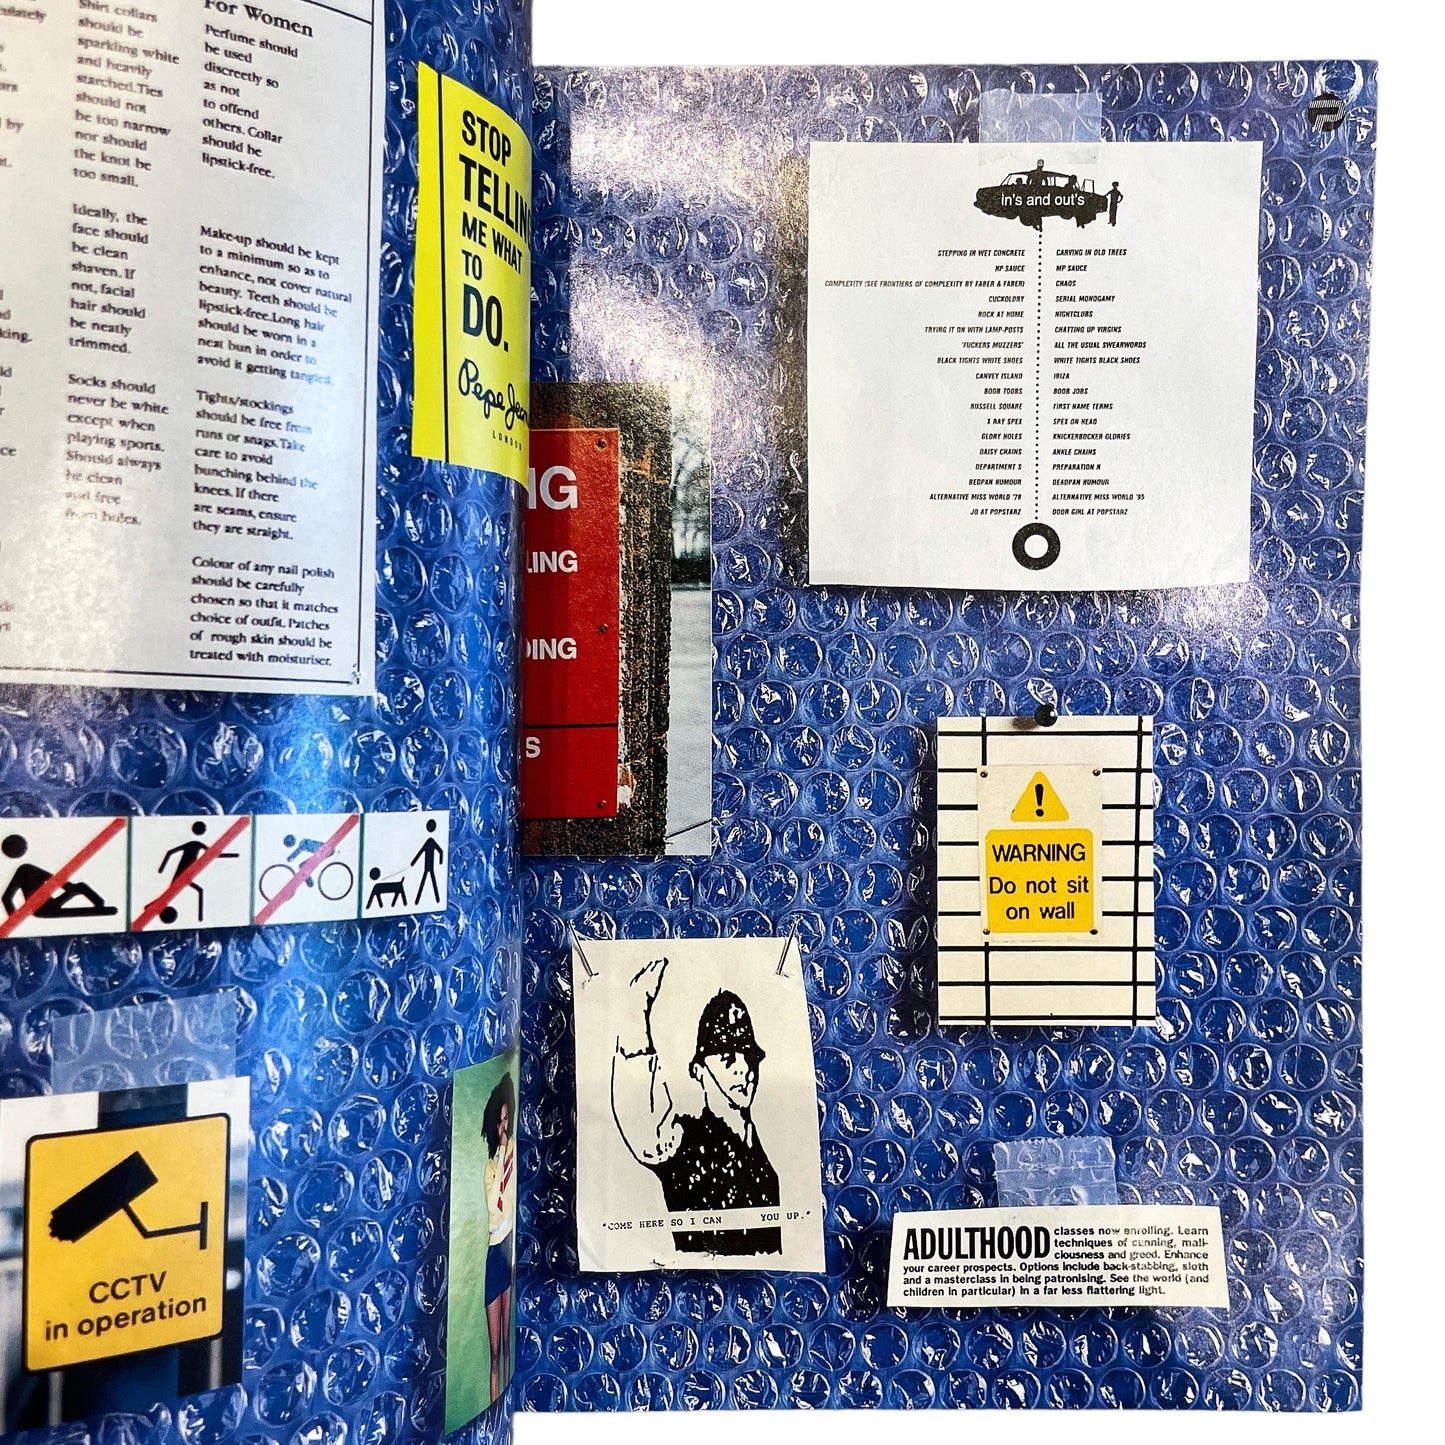 Shirt collars
should be
sparkling white
and heavily
starched. Ties
should not
be too narrow
nor should
the knot be
too small.
Ideally, the
face should
be clean
shaven. If
not, facial
hair should
be neatly
trimmed.
Socks should
never be white
except when
playing sports.
Should always
be clean
and free
from holes.
For Women
Perfume should
be used
discreetly so
as not
to offend
others. Collar
should be
lipstick-free.
Make-up should be kept
to a minimum so as to
enhance, not cover natural
beauty. Teeth should be
lipstick-free. Long hair
should be worn in a
neat bun in order to
avoid it getting tangled.
Tights/stockings
should be free from
runs or snags. Take
care to avoid
bunching behind the
knees. If there
are seams, ensure
they are straight.
Colour of any nail polish
should be carefully
chosen so that it matches
choice of outfit. Patches
of rough skin should be
treated with moisturiser.
STOP
TELLING
ME WHAT
TO
DO.
Pepe Jean
LONDON
CCTV
in operation
in's and out's
STEPPING IN WET CONCRETE CARVING IN OLD TREES
HP SAUCE MP SAUCE
COMPLEXITY (SEE FRONTIERS OF COMPLEXITY BY FABER & FABER) CHAOS
CUCKOLDRY SERIAL MONOGAMY
ROCK AT HOME NIGHTCLUBS
TRYING IT ON WITH LAMP-POSTS CHATTING UP VIRGINS
'FUCKERS MUZZERS' ALL THE USUAL SWEARWORDS
BLACK TIGHTS WHITE SHOES WHITE TIGHTS BLACK SHOES
CANVEY ISLAND IBIZA
BOOB TOOBS BOOB JOBS
RUSSELL SQUARE FIRST NAME TERMS
X RAY SPEX SPEX ON HEAD
GLORY HOLES KNICKERBOCKER GLORIES
DAISY CHAINS ANKLE CHAINS
DEPARTMENT S PREPARATION H
BEDPAN HUMOUR DEADPAN HUMOUR
ALTERNATIVE MISS WORLD '78 ALTERNATIVE MISS WORLD '95
JO AT POPSTARZ DOOR GIRL AT POPSTARZ
WARNING
Do not sit
on wall
"COME HERE SO I CAN YOU UP."
ADULTHOOD classes now enrolling. Learn
techniques of cunning, mali-
ciousness and greed. Enhance
your career prospects. Options include back-stabbing, sloth
and a masterclass in being patronising. See the world (and
children in particular) in a far less flattering light.